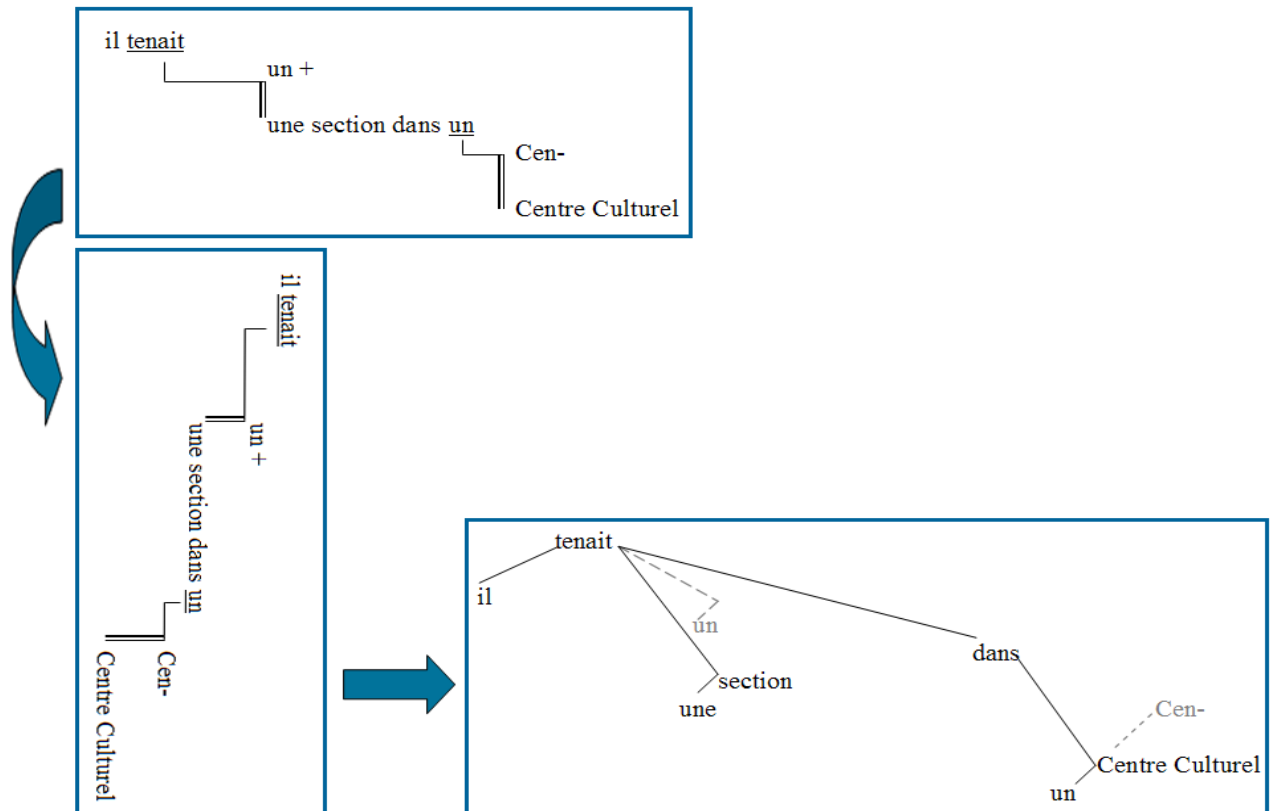 il tenait
un +
une section dans un
Cen-
Centre Culturel
il tenait
un +
une section dans un
Cen-
Centre Culturel
tenait
il
un
dans
section
une
Cen-
Centre Culturel
un